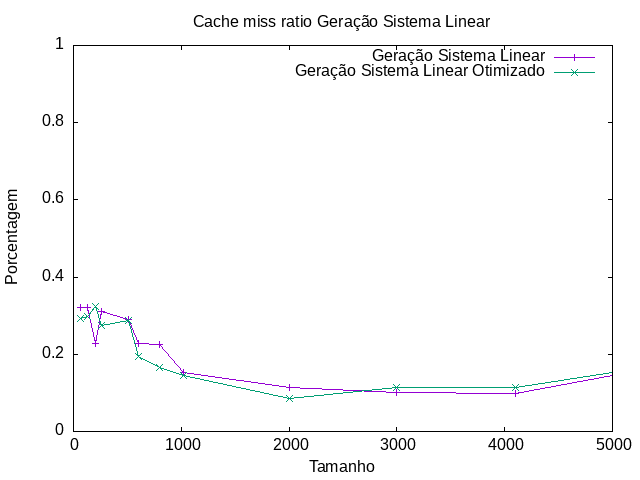 Cache miss ratio Geração Sistema Linear
Geração Sistema Linear
Geração Sistema Linear Otimizado
Porcentagem
1
0.8
0.6
0.4
0.2
0
0 1000 2000 3000 4000 5000
Tamanho